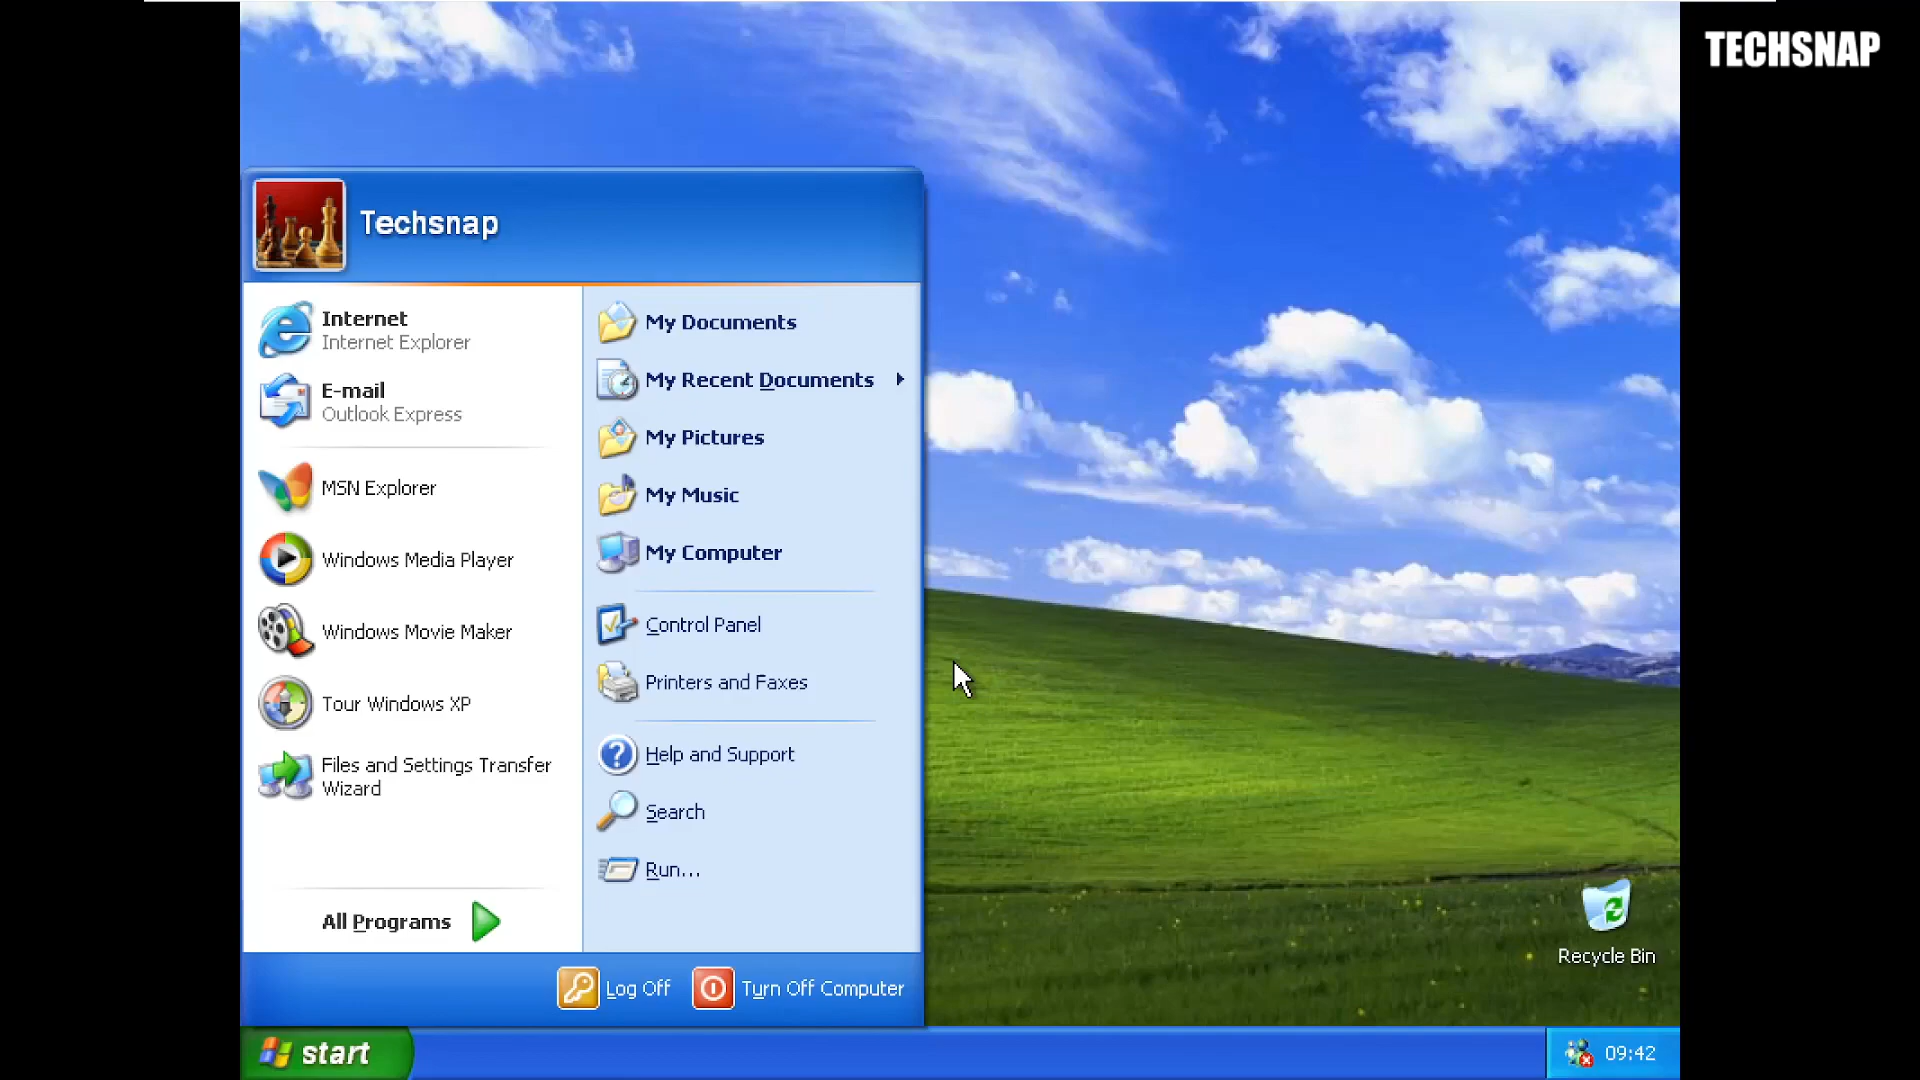 TECHSNAP
Techsnap
Internet
Internet Explorer
E-mail
Outlook Express
MSN Explorer
Windows Media Player
Windows Movie Maker
Tour Windows XP
Files and Settings Transfer
Wizard
All Programs
My Documents
My Recent Documents
My Pictures
My Music
My Computer
Control Panel
Printers and Faxes
Help and Support
Search
Run...
Log Off
Turn Off Computer
Recycle Bin
start
09:42